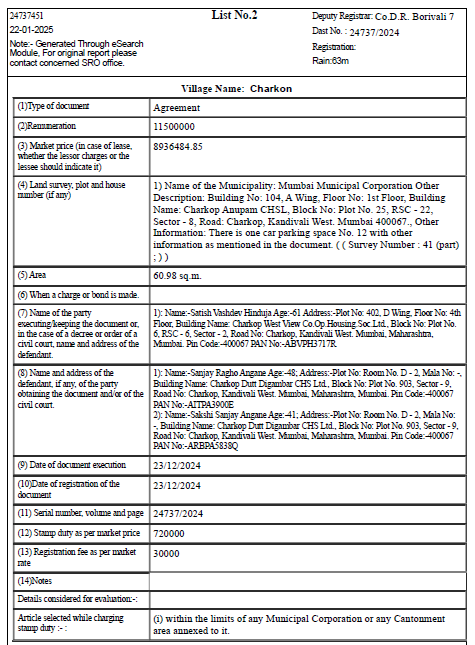 24737451
List No.2
Deputy Registrar: Co.D.R. Borivali 7
22-01-2025
Dast No. : 24737/2024
Note:- Generated Through eSearch
Module, For original report please
contact concerned SRO office.
Registration:
Rain:63m
Village Name: Charkon
(1)Type of document
Agreement
(2)Remuneration
11500000
(3) Market price (in case of lease,
whether the lessor charges or the
lessee should indicate it)
8936484.85
(4) Land survey, plot and house
number (if any)
1) Name of the Municipality: Mumbai Municipal Corporation Other
Description: Building No: 104, A Wing, Floor No: 1st Floor, Building
Name: Charkop Anupam CHSL, Block No: Plot No. 25, RSC - 22,
Sector - 8, Road: Charkop, Kandivali West. Mumbai 400067., Other
Information: There is one car parking space No. 12 with other
information as mentioned in the document. ( ( Survey Number : 41 (part)
; ) )
(5) Area
60.98 sq.m.
(6) When a charge or bond is made.
(7) Name of the party
executing/keeping the document or,
in the case of a decree or order of a
civil court, name and address of the
defendant.
1): Name:-Satish Vashdev Hinduja Age:-61 Address:-Plot No: 402, D Wing, Floor No: 4th
Floor, Building Name: Charkop West View Co.Op.Housing.Soc.Ltd., Block No: Plot No.
6, RSC - 6, Sector - 2, Road No: Charkop, Kandivali West. Mumbai, Maharashtra,
Mumbai. Pin Code:-400067 PAN No:-ABVPH3717R.
(8) Name and address of the
defendant, if any, of the party
obtaining the document and/or of the
civil court.
1): Name:-Sanjay Ragho Angane Age:-48; Address:-Plot No: Room No. D - 2, Mala No: -,
Building Name: Charkop Dutt Digambar CHS Ltd., Block No: Plot No. 903, Sector - 9,
Road No: Charkop, Kandivali West. Mumbai, Maharashtra, Mumbai. Pin Code:-400067
PAN No:-AITPA3900E
2): Name:-Sakshi Sanjay Angane Age:-41; Address:-Plot No: Room No. D - 2, Mala No:
-, Building Name: Charkop Dutt Digambar CHS Ltd., Block No: Plot No. 903, Sector - 9,
Road No: Charkop, Kandivali West. Mumbai, Maharashtra, Mumbai. Pin Code:-400067
PAN No:-ARBPA5838Q
(9) Date of document execution
23/12/2024
(10)Date of registration of the
document
23/12/2024
(11) Serial number, volume and page
24737/2024
(12) Stamp duty as per market price
720000
(13) Registration fee as per market
rate
30000
(14)Notes
Details considered for evaluation:-:
Article selected while charging
stamp duty :- :
(i) within the limits of any Municipal Corporation or any Cantonment
area annexed to it.